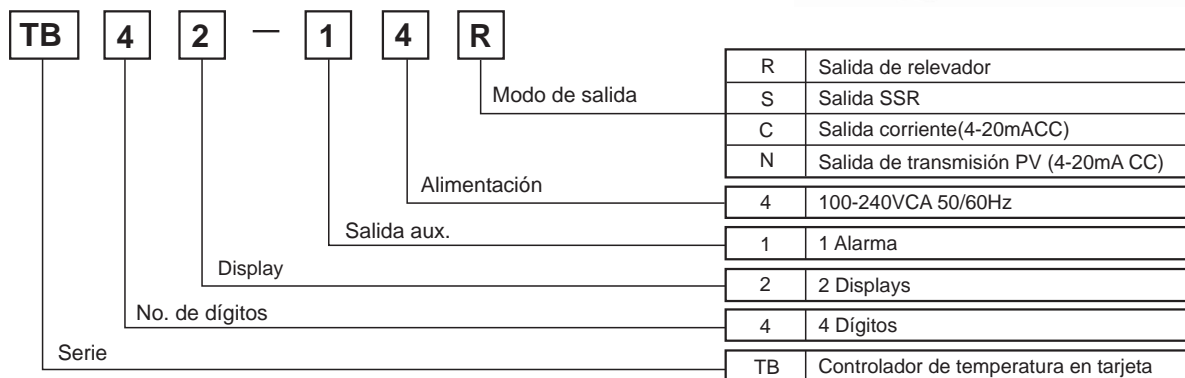 TB 4 2 — 1 4 R
Modo de salida
R Salida de relevador
S Salida SSR
C Salida corriente(4-20mACC)
N Salida de transmisión PV (4-20mA CC)
Alimentación
4 100-240VCA 50/60Hz
Salida aux.
1 1 Alarma
Display
2 2 Displays
No. de dígitos
4 4 Dígitos
Serie
TB Controlador de temperatura en tarjeta